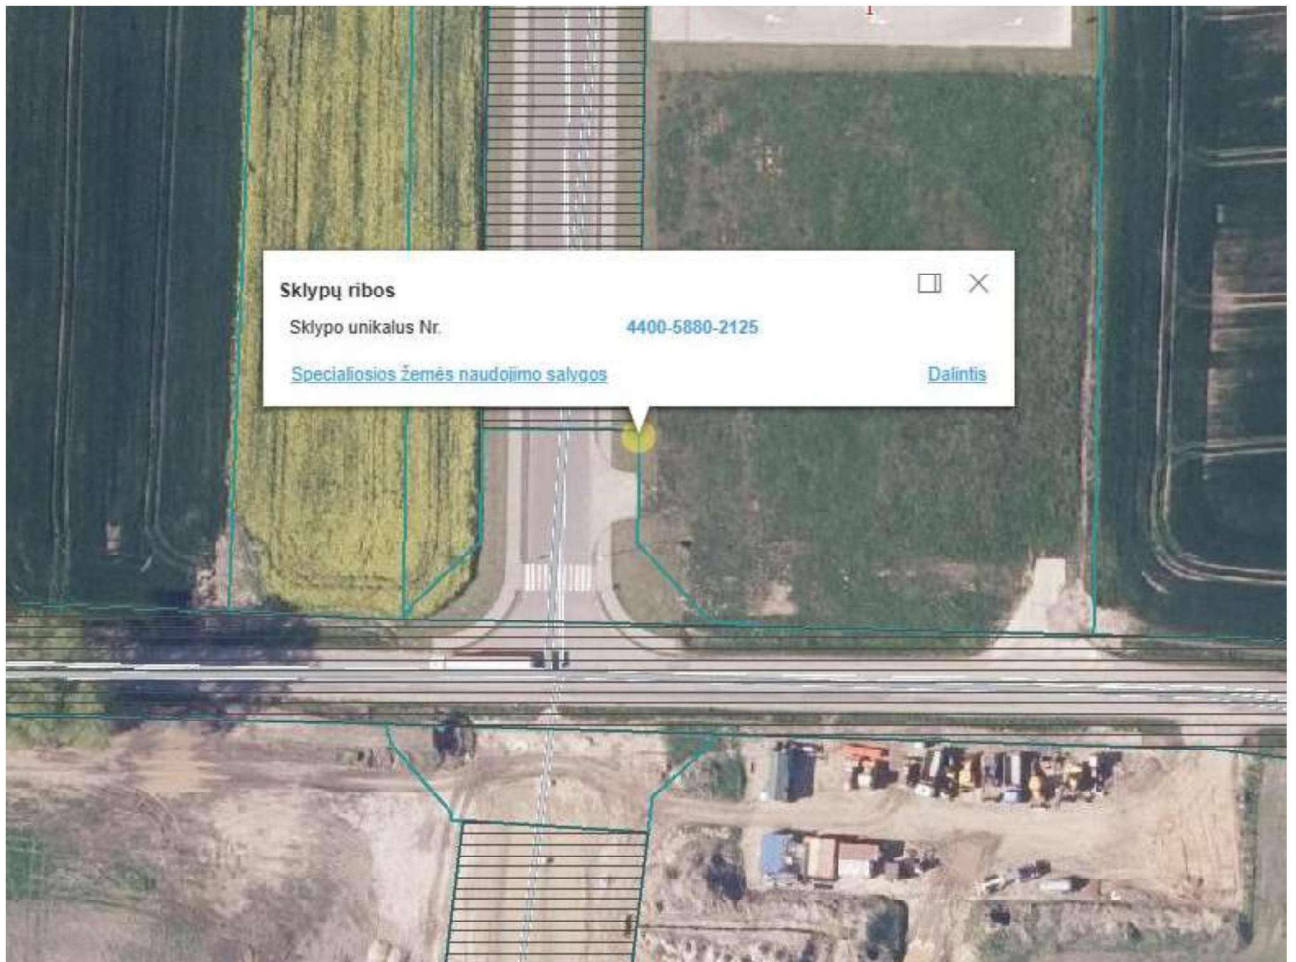 Sklypų ribos
Sklypo unikalus Nr.
4400-5880-2125
Specialiosios žemės naudojimo sąlygos
Dalintis